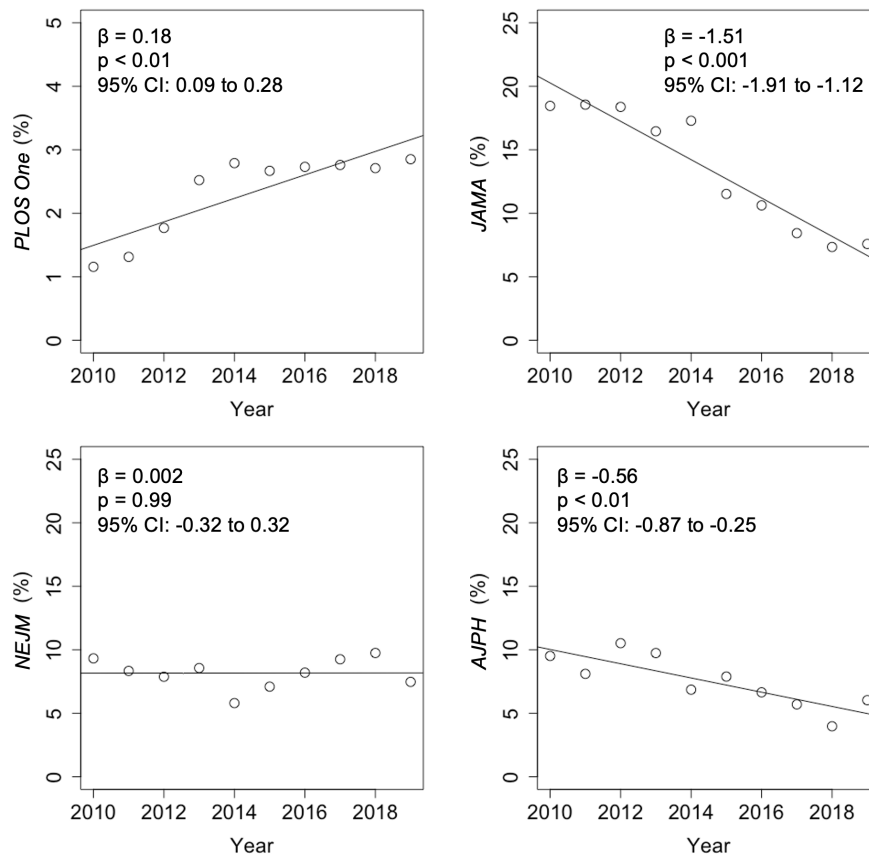 β = 0.18
p < 0.01
95% CI: 0.09 to 0.28
PLOS One (%)
5
4
3
2
1
0
2010 2012 2014 2016 2018
Year
β = -1.51
p < 0.001
95% CI: -1.91 to -1.12
JAMA (%)
25
20
15
10
5
0
2010 2012 2014 2016 2018
Year
β = 0.002
p = 0.99
95% CI: -0.32 to 0.32
NEJM (%)
25
20
15
10
5
0
2010 2012 2014 2016 2018
Year
β = -0.56
p < 0.01
95% CI: -0.87 to -0.25
AJPH (%)
25
20
15
10
5
0
2010 2012 2014 2016 2018
Year